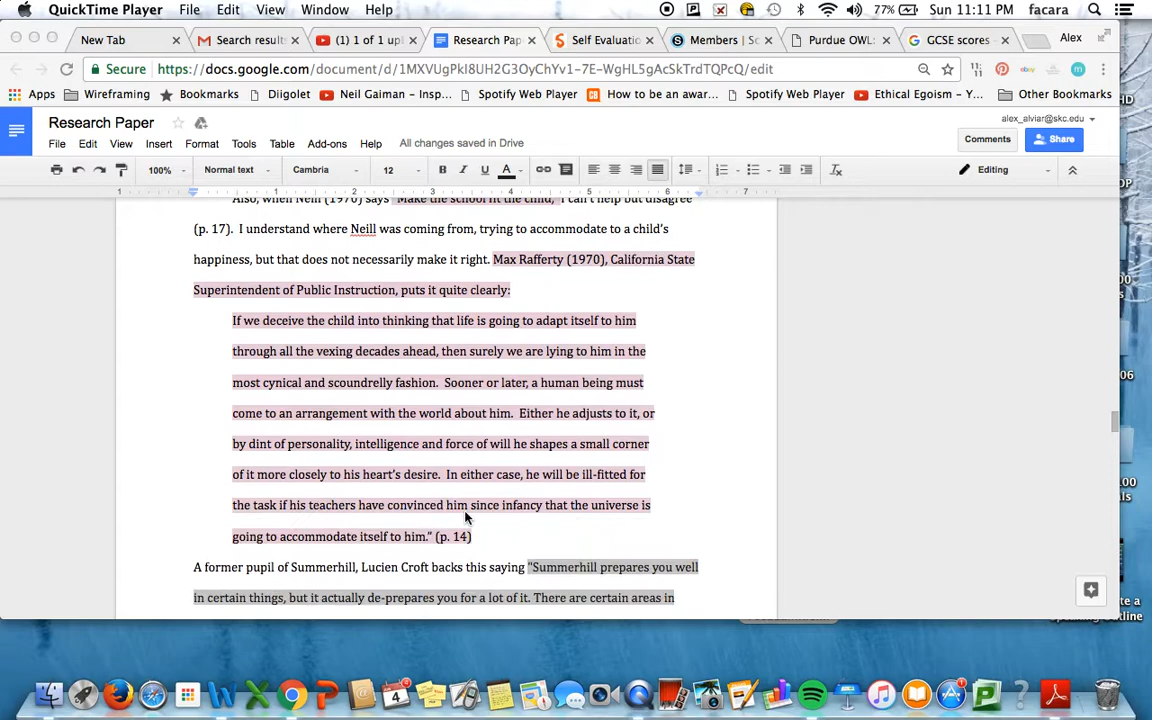 QuickTime Player File Edit View Window Help 77% Sun 11:11 PM facara
New Tab Search results (1) 1 of 1 upl Research Pap Self Evaluatio Members | Sc Purdue OWL: GCSE scores - Alex
Secure https://docs.google.com/document/d/1MXVUgPkI8UH2G3OyChYv1-7E-WgHL5gAcSkTrdTQPcQ/edit
Apps Wireframing Bookmarks Diigolet Neil Gaiman - Insp... Spotify Web Player How to be an awar... Spotify Web Player Ethical Egoism - Y... Other Bookmarks
Research Paper
alex_alviar@skc.edu
File Edit View Insert Format Tools Table Add-ons Help All changes saved in Drive
Comments Share
100% Normal text Cambria 12 B I U A Editing
1 1 2 3 4 5 6 7
Also, when Neill (1970) says "Make the school fit the child," I can't help but disagree
(p. 17). I understand where Neill was coming from, trying to accommodate to a child's
happiness, but that does not necessarily make it right. Max Rafferty (1970), California State
Superintendent of Public Instruction, puts it quite clearly:
If we deceive the child into thinking that life is going to adapt itself to him
through all the vexing decades ahead, then surely we are lying to him in the
most cynical and scoundrelly fashion. Sooner or later, a human being must
come to an arrangement with the world about him. Either he adjusts to it, or
by dint of personality, intelligence and force of will he shapes a small corner
of it more closely to his heart's desire. In either case, he will be ill-fitted for
the task if his teachers have convinced him since infancy that the universe is
going to accommodate itself to him." (p. 14)
A former pupil of Summerhill, Lucien Croft backs this saying "Summerhill prepares you well
in certain things, but it actually de-prepares you for a lot of it. There are certain areas in